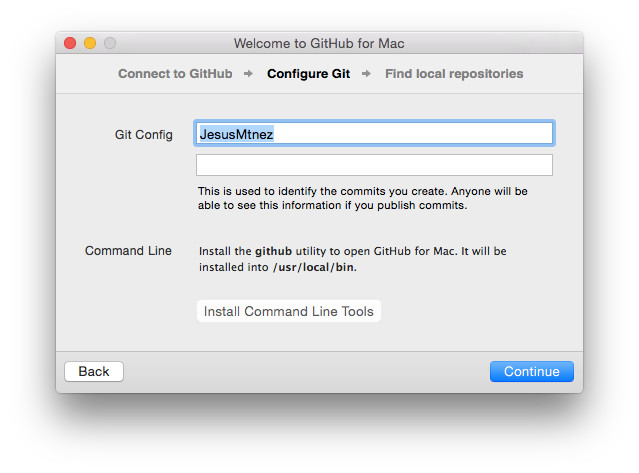 Welcome to GitHub for Mac
Connect to GitHub → Configure Git → Find local repositories
Git Config JesusMtnez
This is used to identify the commits you create. Anyone will be
able to see this information if you publish commits.
Command Line Install the github utility to open GitHub for Mac. It will be
installed into /usr/local/bin.
Install Command Line Tools
Back Continue